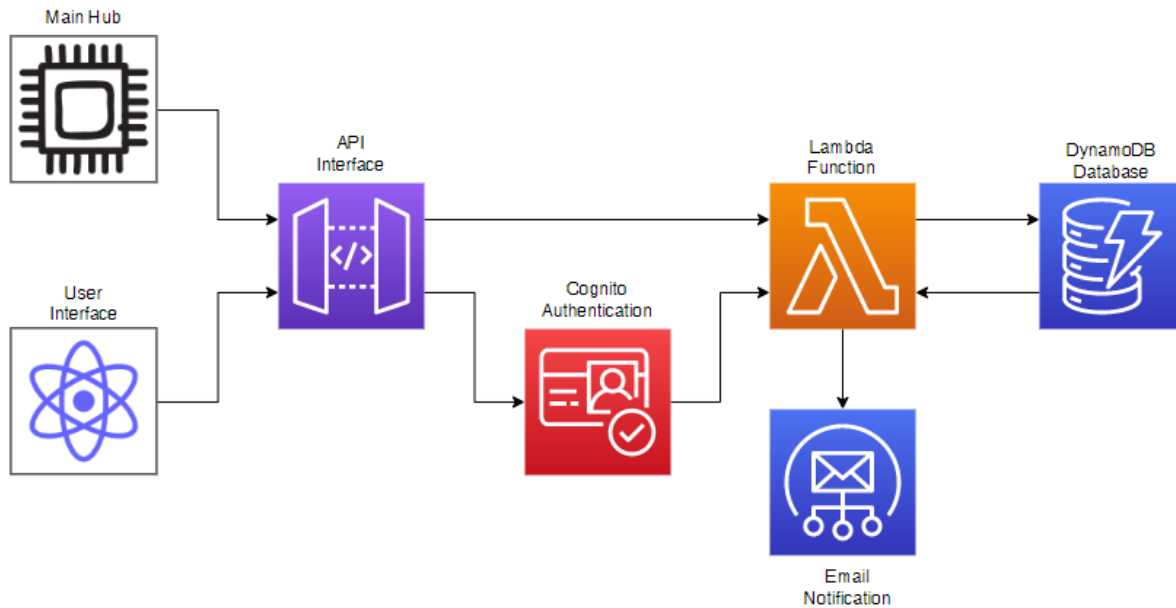 Main Hub
API
Interface
Lambda
Function
DynamoDB
Database
</>
User
Interface
Cognito
Authentication
Email
Notification